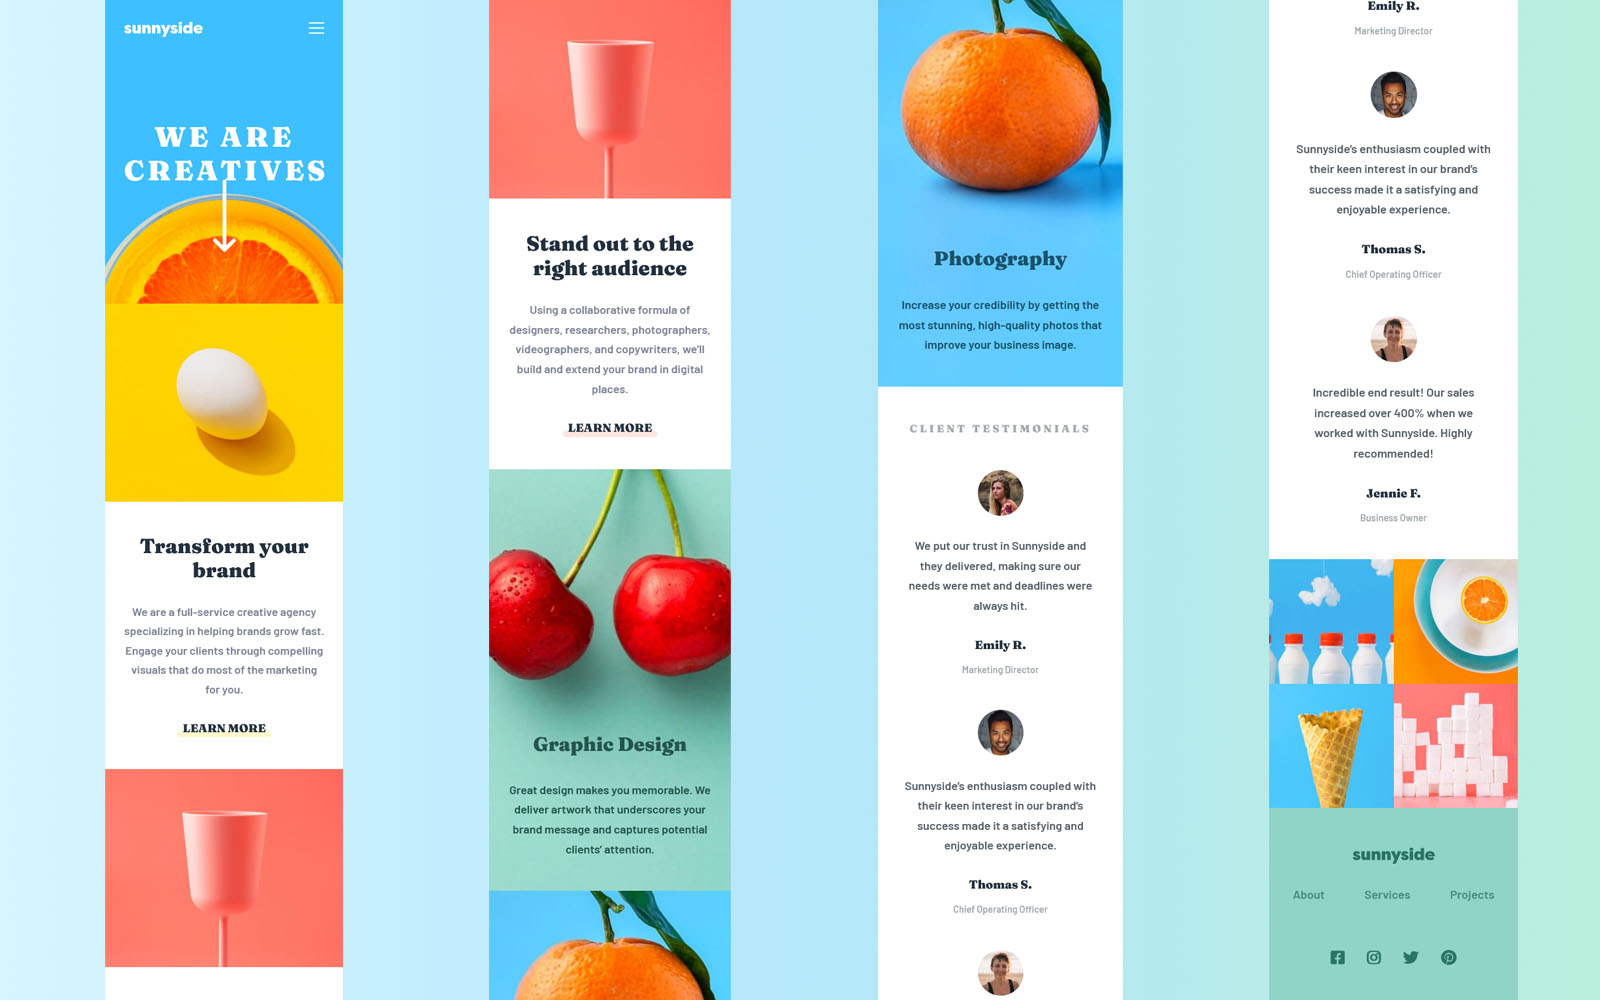 sunnyside
WE ARE
CREATIVES
Transform your
brand
We are a full-service creative agency
specializing in helping brands grow fast.
Engage your clients through compelling
visuals that do most of the marketing
for you.
LEARN MORE
Stand out to the
right audience
Using a collaborative formula of
designers, researchers, photographers,
videographers, and copywriters, we'll
build and extend your brand in digital
places.
LEARN MORE
Graphic Design
Great design makes you memorable. We
deliver artwork that underscores your
brand message and captures potential
clients' attention.
Photography
Increase your credibility by getting the
most stunning, high-quality photos that
improve your business image.
CLIENT TESTIMONIALS
We put our trust in Sunnyside and
they delivered, making sure our
needs were met and deadlines were
always hit.
Emily R.
Marketing Director
Sunnyside's enthusiasm coupled with
their keen interest in our brand's
success made it a satisfying and
enjoyable experience.
Thomas S.
Chief Operating Officer
Emily R.
Marketing Director
Sunnyside's enthusiasm coupled with
their keen interest in our brand's
success made it a satisfying and
enjoyable experience.
Thomas S.
Chief Operating Officer
Incredible end result! Our sales
increased over 400% when we
worked with Sunnyside. Highly
recommended!
Jennie F.
Business Owner
sunnyside
About Services Projects